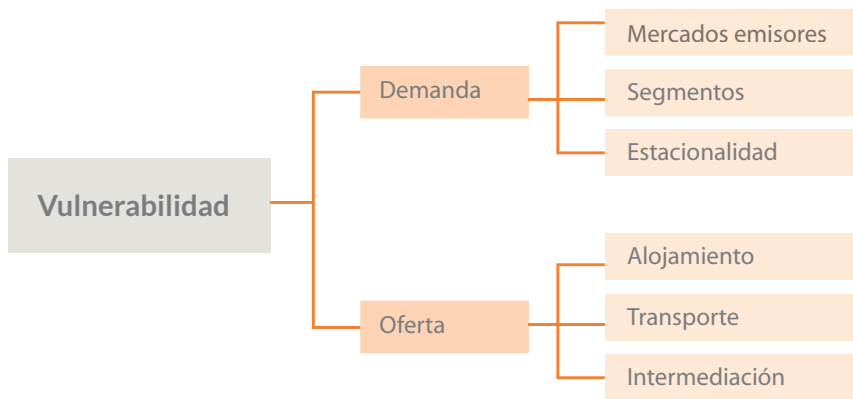 Vulnerabilidad
Demanda
Mercados emisores
Segmentos
Estacionalidad
Oferta
Alojamiento
Transporte
Intermediación